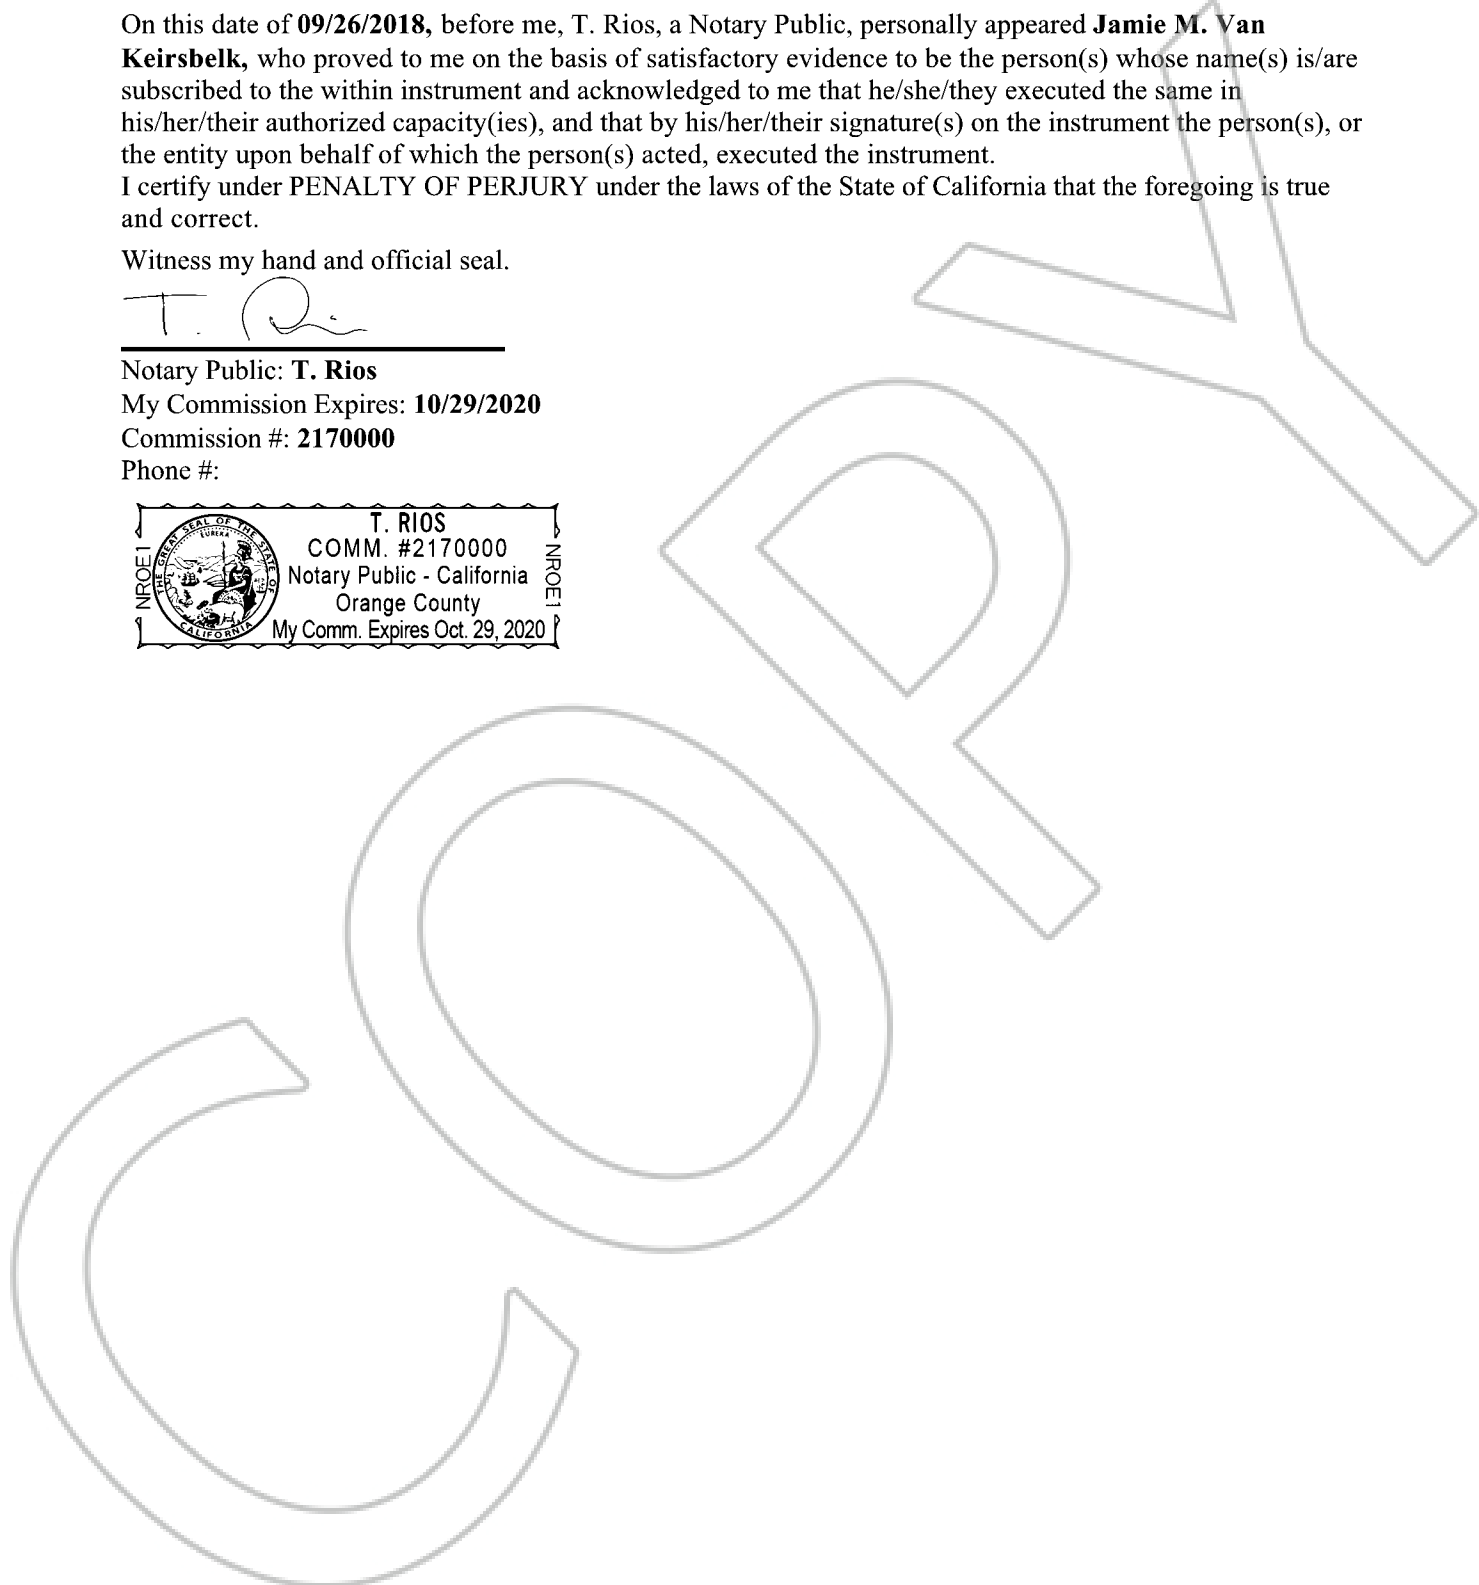 On this date of 09/26/2018, before me, T. Rios, a Notary Public, personally appeared Jamie M. Van
Keirsbelk, who proved to me on the basis of satisfactory evidence to be the person(s) whose name(s) is/are
subscribed to the within instrument and acknowledged to me that he/she/they executed the same in
his/her/their authorized capacity(ies), and that by his/her/their signature(s) on the instrument the person(s), or
the entity upon behalf of which the person(s) acted, executed the instrument.
I certify under PENALTY OF PERJURY under the laws of the State of California that the foregoing is true
and correct.
Witness my hand and official seal.
T. Ri
Notary Public: T. Rios
My Commission Expires: 10/29/2020
Commission #: 2170000
Phone #:
NROE1
THE GREAT SEAL OF THE STATE OF CALIFORNIA
EUREKA
T. RIOS
COMM. #2170000
Notary Public - California
Orange County
My Comm. Expires Oct. 29, 2020
NROE1
COPY